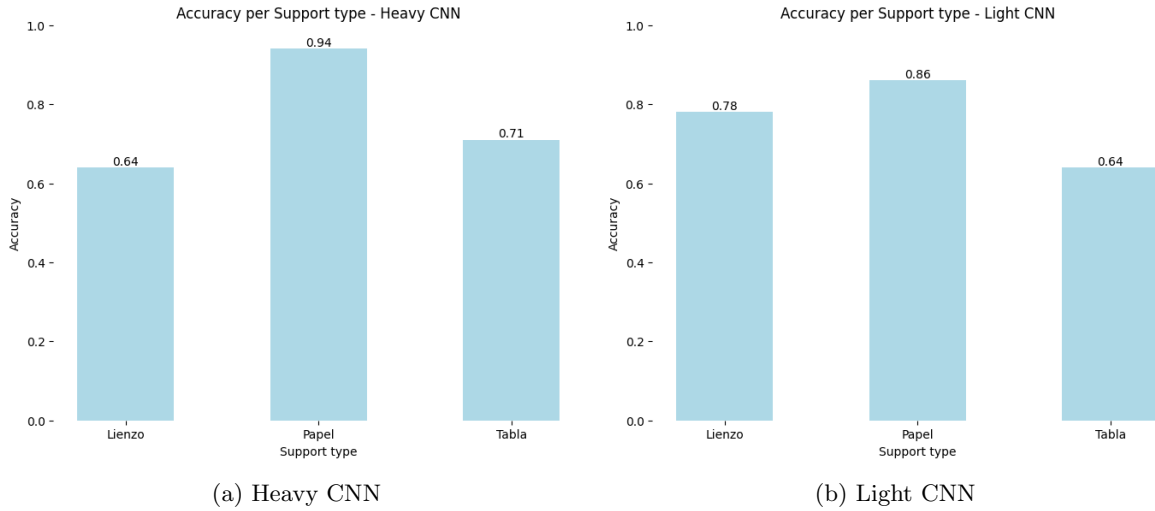 Accuracy per Support type - Heavy CNN
1.0
0.8
0.6
0.4
0.2
0.0
Accuracy
0.64
0.94
0.71
Lienzo
Papel
Tabla
Support type
(a) Heavy CNN
Accuracy per Support type - Light CNN
1.0
0.8
0.6
0.4
0.2
0.0
Accuracy
0.78
0.86
0.64
Lienzo
Papel
Tabla
Support type
(b) Light CNN